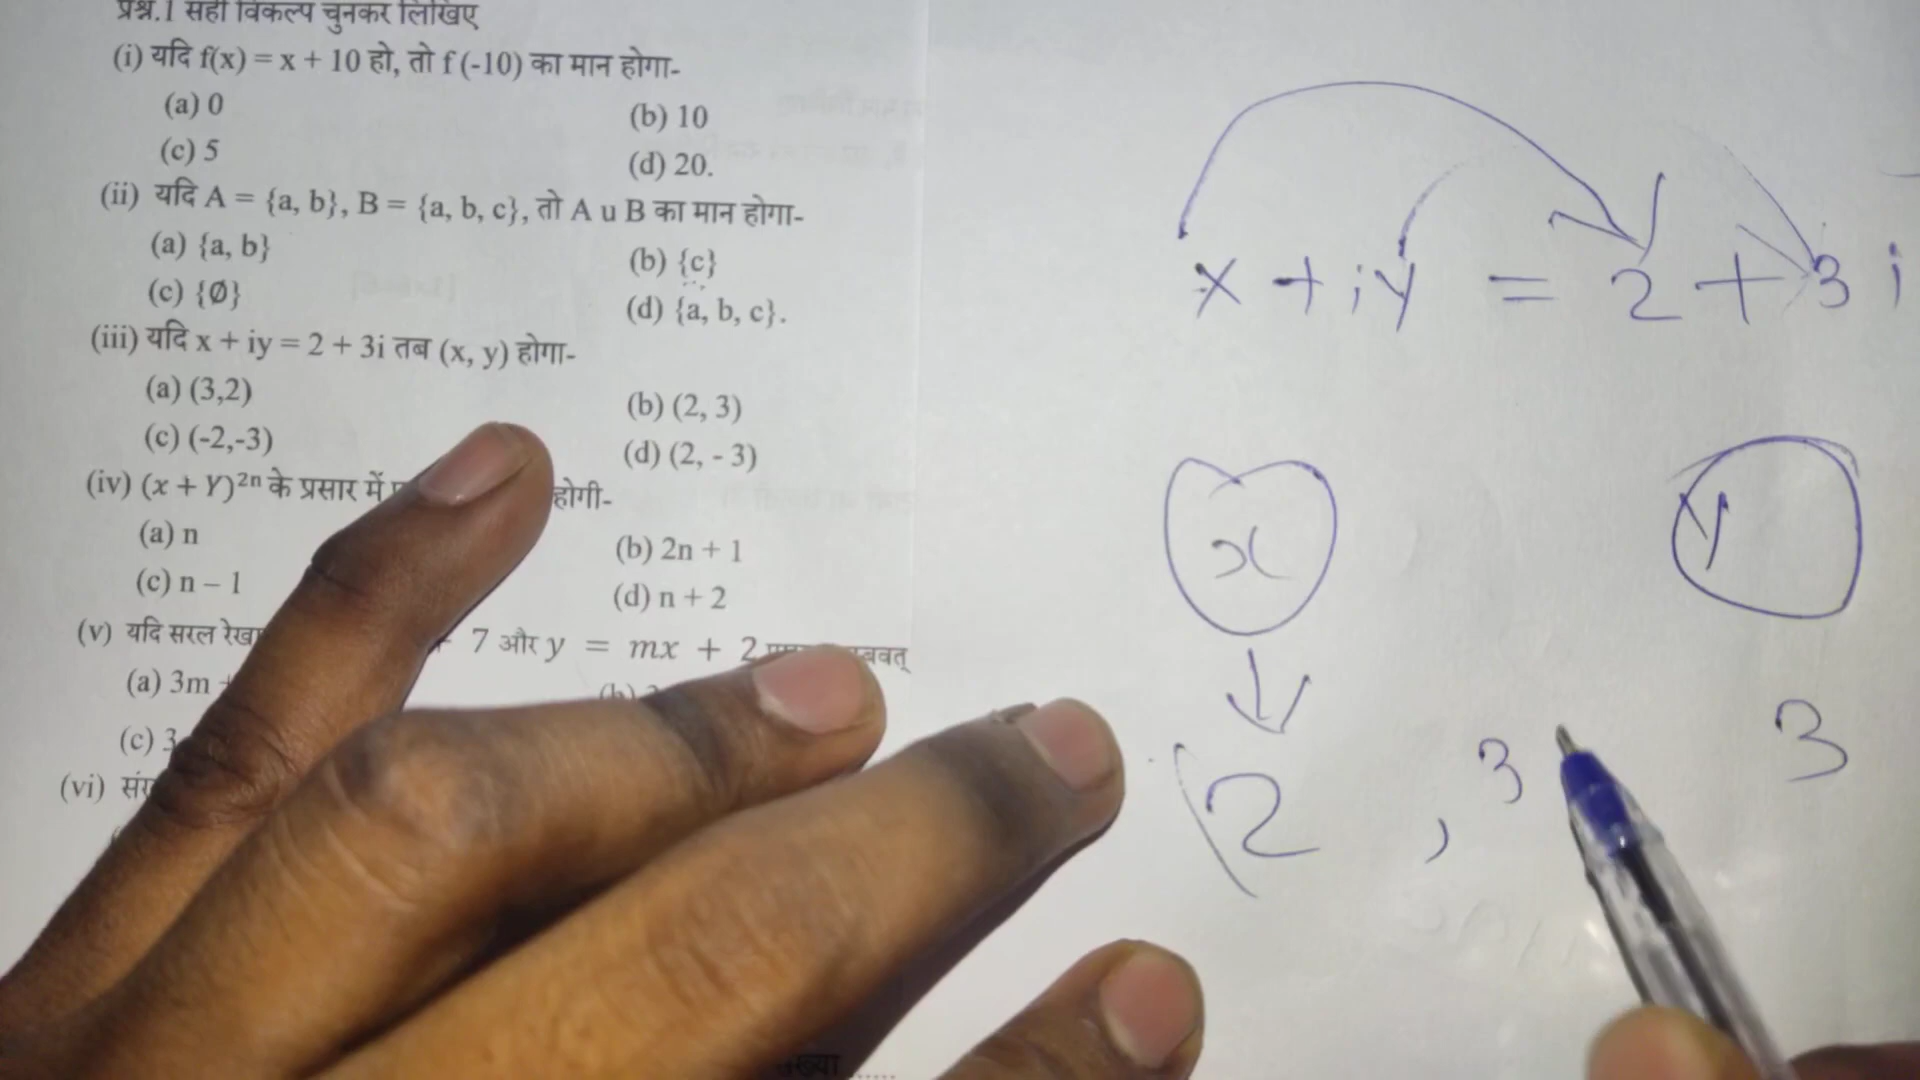 प्रश्न.1 सही विकल्प चुनकर लिखिए
(i) यदि f(x) = x + 10 हो, तो f (-10) का मान होगा-
(a) 0
(b) 10
(c) 5
(d) 20.
(ii) यदि A = {a, b}, B = {a, b, c}, तो A u B का मान होगा-
(a) {a, b}
(b) {c}
(c) {Ø}
(d) {a, b, c}.
(iii) यदि x + iy = 2 + 3i तब (x, y) होगा-
(a) (3,2)
(b) (2, 3)
(c) (-2,-3)
(d) (2, - 3)
(iv) (x + Y)²ⁿ के प्रसार में होगी-
(a) n
(b) 2n + 1
(c) n – 1
(d) n + 2
(v) यदि सरल रेखा 7 और y = mx + 2
(a) 3m
(b)
(c) 3
(vi)
x + iy = 2 + 3 i
x y
2 , 3 3